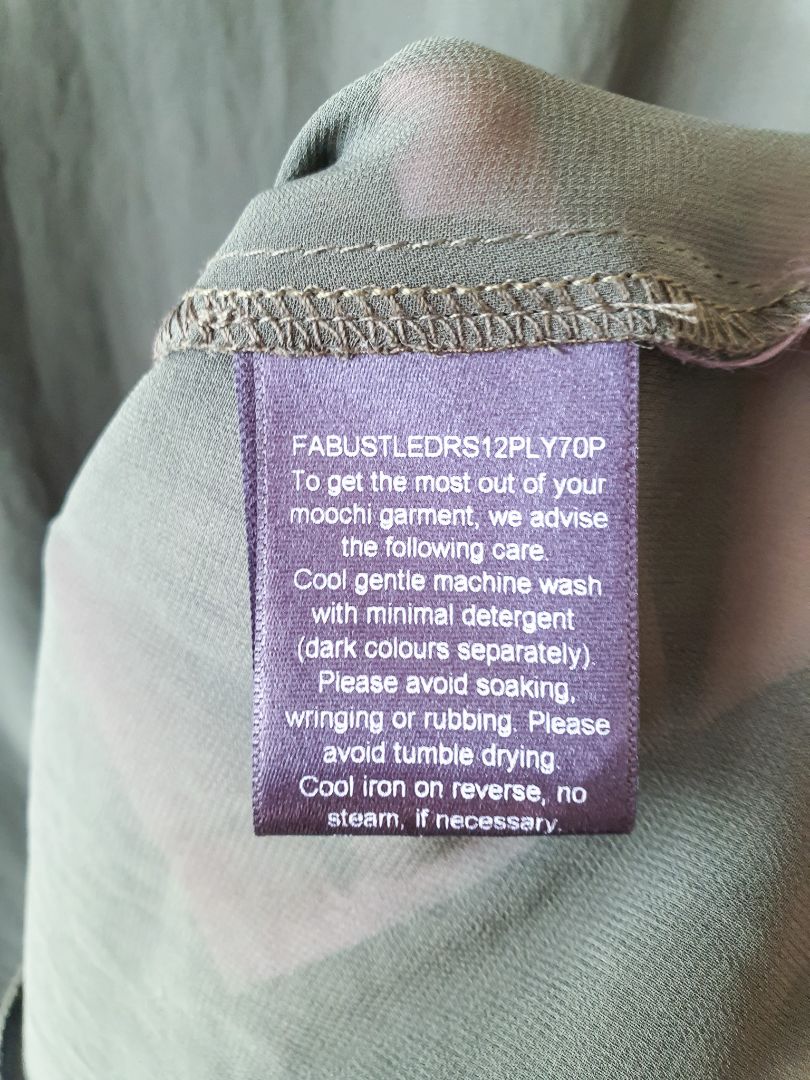 FABUSTLEDRS12PLY70P
To get the most out of your
moochi garment, we advise
the following care.
Cool gentle machine wash
with minimal detergent
(dark colours separately).
Please avoid soaking,
wringing or rubbing. Please
avoid tumble drying.
Cool iron on reverse, no
steam, if necessary.